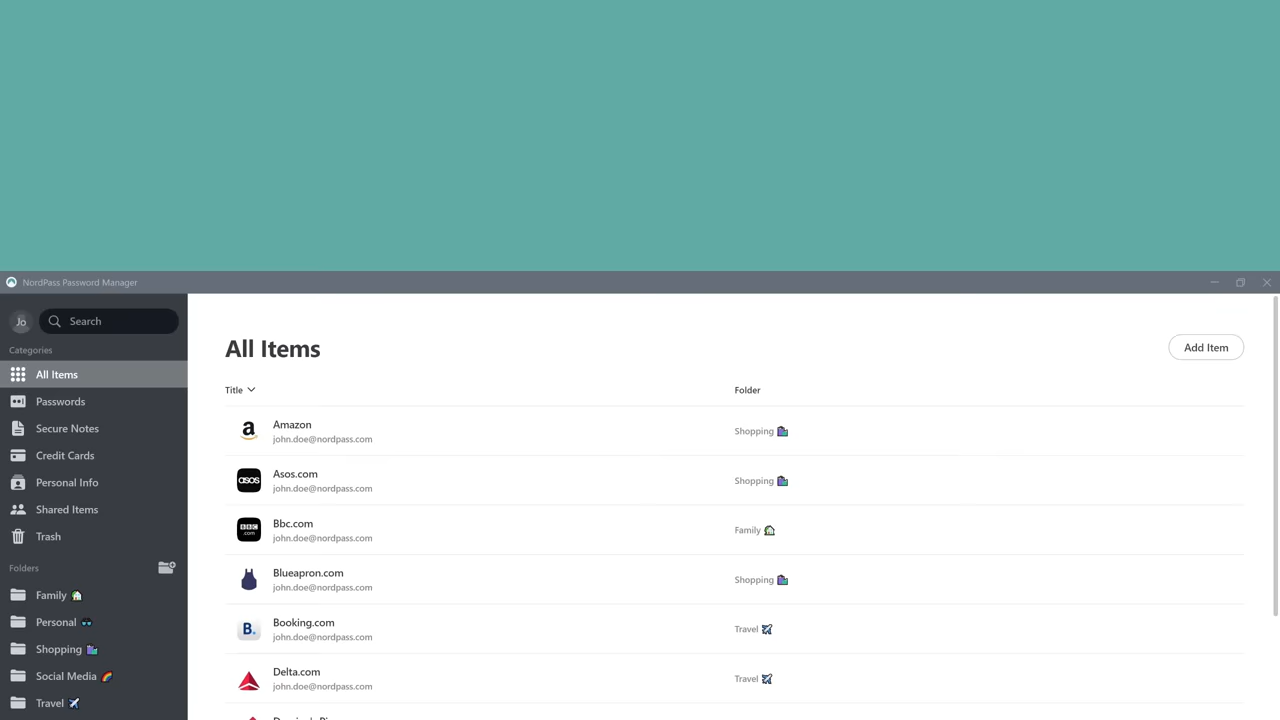 NordPass Password Manager
Jo
Search
Categories
All Items
Passwords
Secure Notes
Credit Cards
Personal Info
Shared Items
Trash
Folders
Family
Personal
Shopping
Social Media
Travel
All Items
Add Item
Title
Folder
a
Amazon
john.doe@nordpass.com
Shopping
asos
Asos.com
john.doe@nordpass.com
Shopping
BBC
.com
Bbc.com
john.doe@nordpass.com
Family
Blueapron.com
john.doe@nordpass.com
Shopping
B.
Booking.com
john.doe@nordpass.com
Travel
Delta.com
john.doe@nordpass.com
Travel